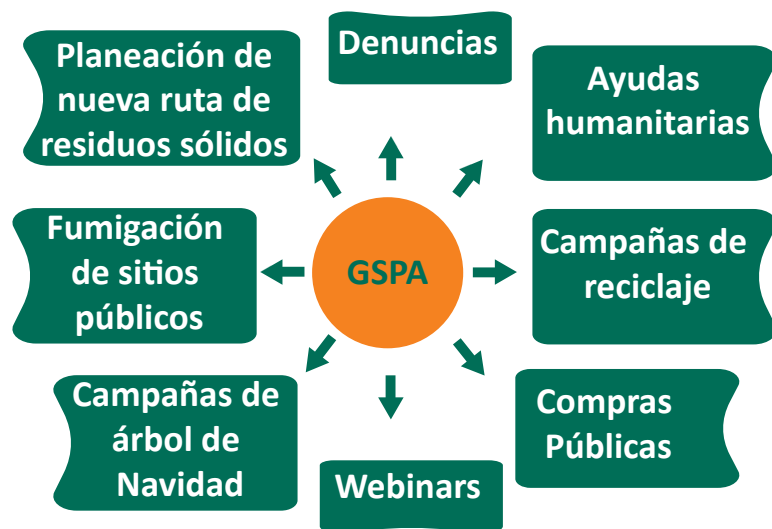 Denuncias
Planeación de
nueva ruta de
residuos sólidos
Ayudas
humanitarias
Fumigación
de sitios
públicos
GSPA
Campañas de
reciclaje
Campañas de
árbol de
Navidad
Webinars
Compras
Públicas